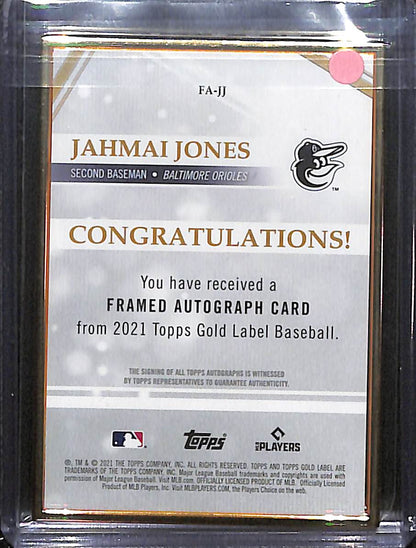 FA-JJ
JAHMAI JONES
SECOND BASEMAN • BALTIMORE ORIOLES
TM
CONGRATULATIONS!
You have received a
FRAMED AUTOGRAPH CARD
from 2021 Topps Gold Label Baseball.
THE SIGNING OF ALL TOPPS AUTOGRAPHS IS WITNESSED
BY TOPPS REPRESENTATIVES TO GUARANTEE AUTHENTICITY.
topps
MLB PLAYERS
®, TM & © 2021 THE TOPPS COMPANY, INC. ALL RIGHTS RESERVED. TOPPS AND TOPPS GOLD LABEL ARE
TRADEMARKS OF THE TOPPS COMPANY, INC. Major League Baseball trademarks and copyrights are used with
permission of Major League Baseball. Visit MLB.com. OFFICIALLY LICENSED PRODUCT OF MLB. Officially Licensed
Product of MLB Players, Inc. Visit MLBPLAYERS.COM, the Players Choice on the web.